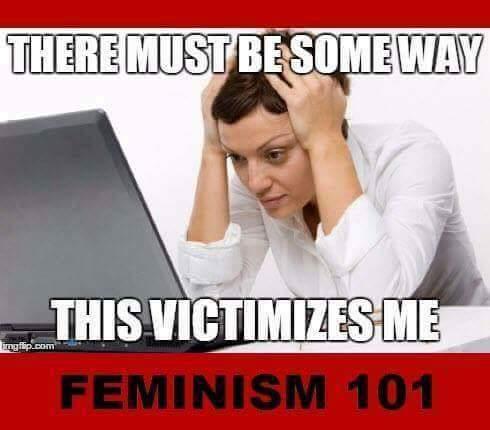 THERE MUST BE SOME WAY
THIS VICTIMIZES ME
imgflip.com
FEMINISM 101